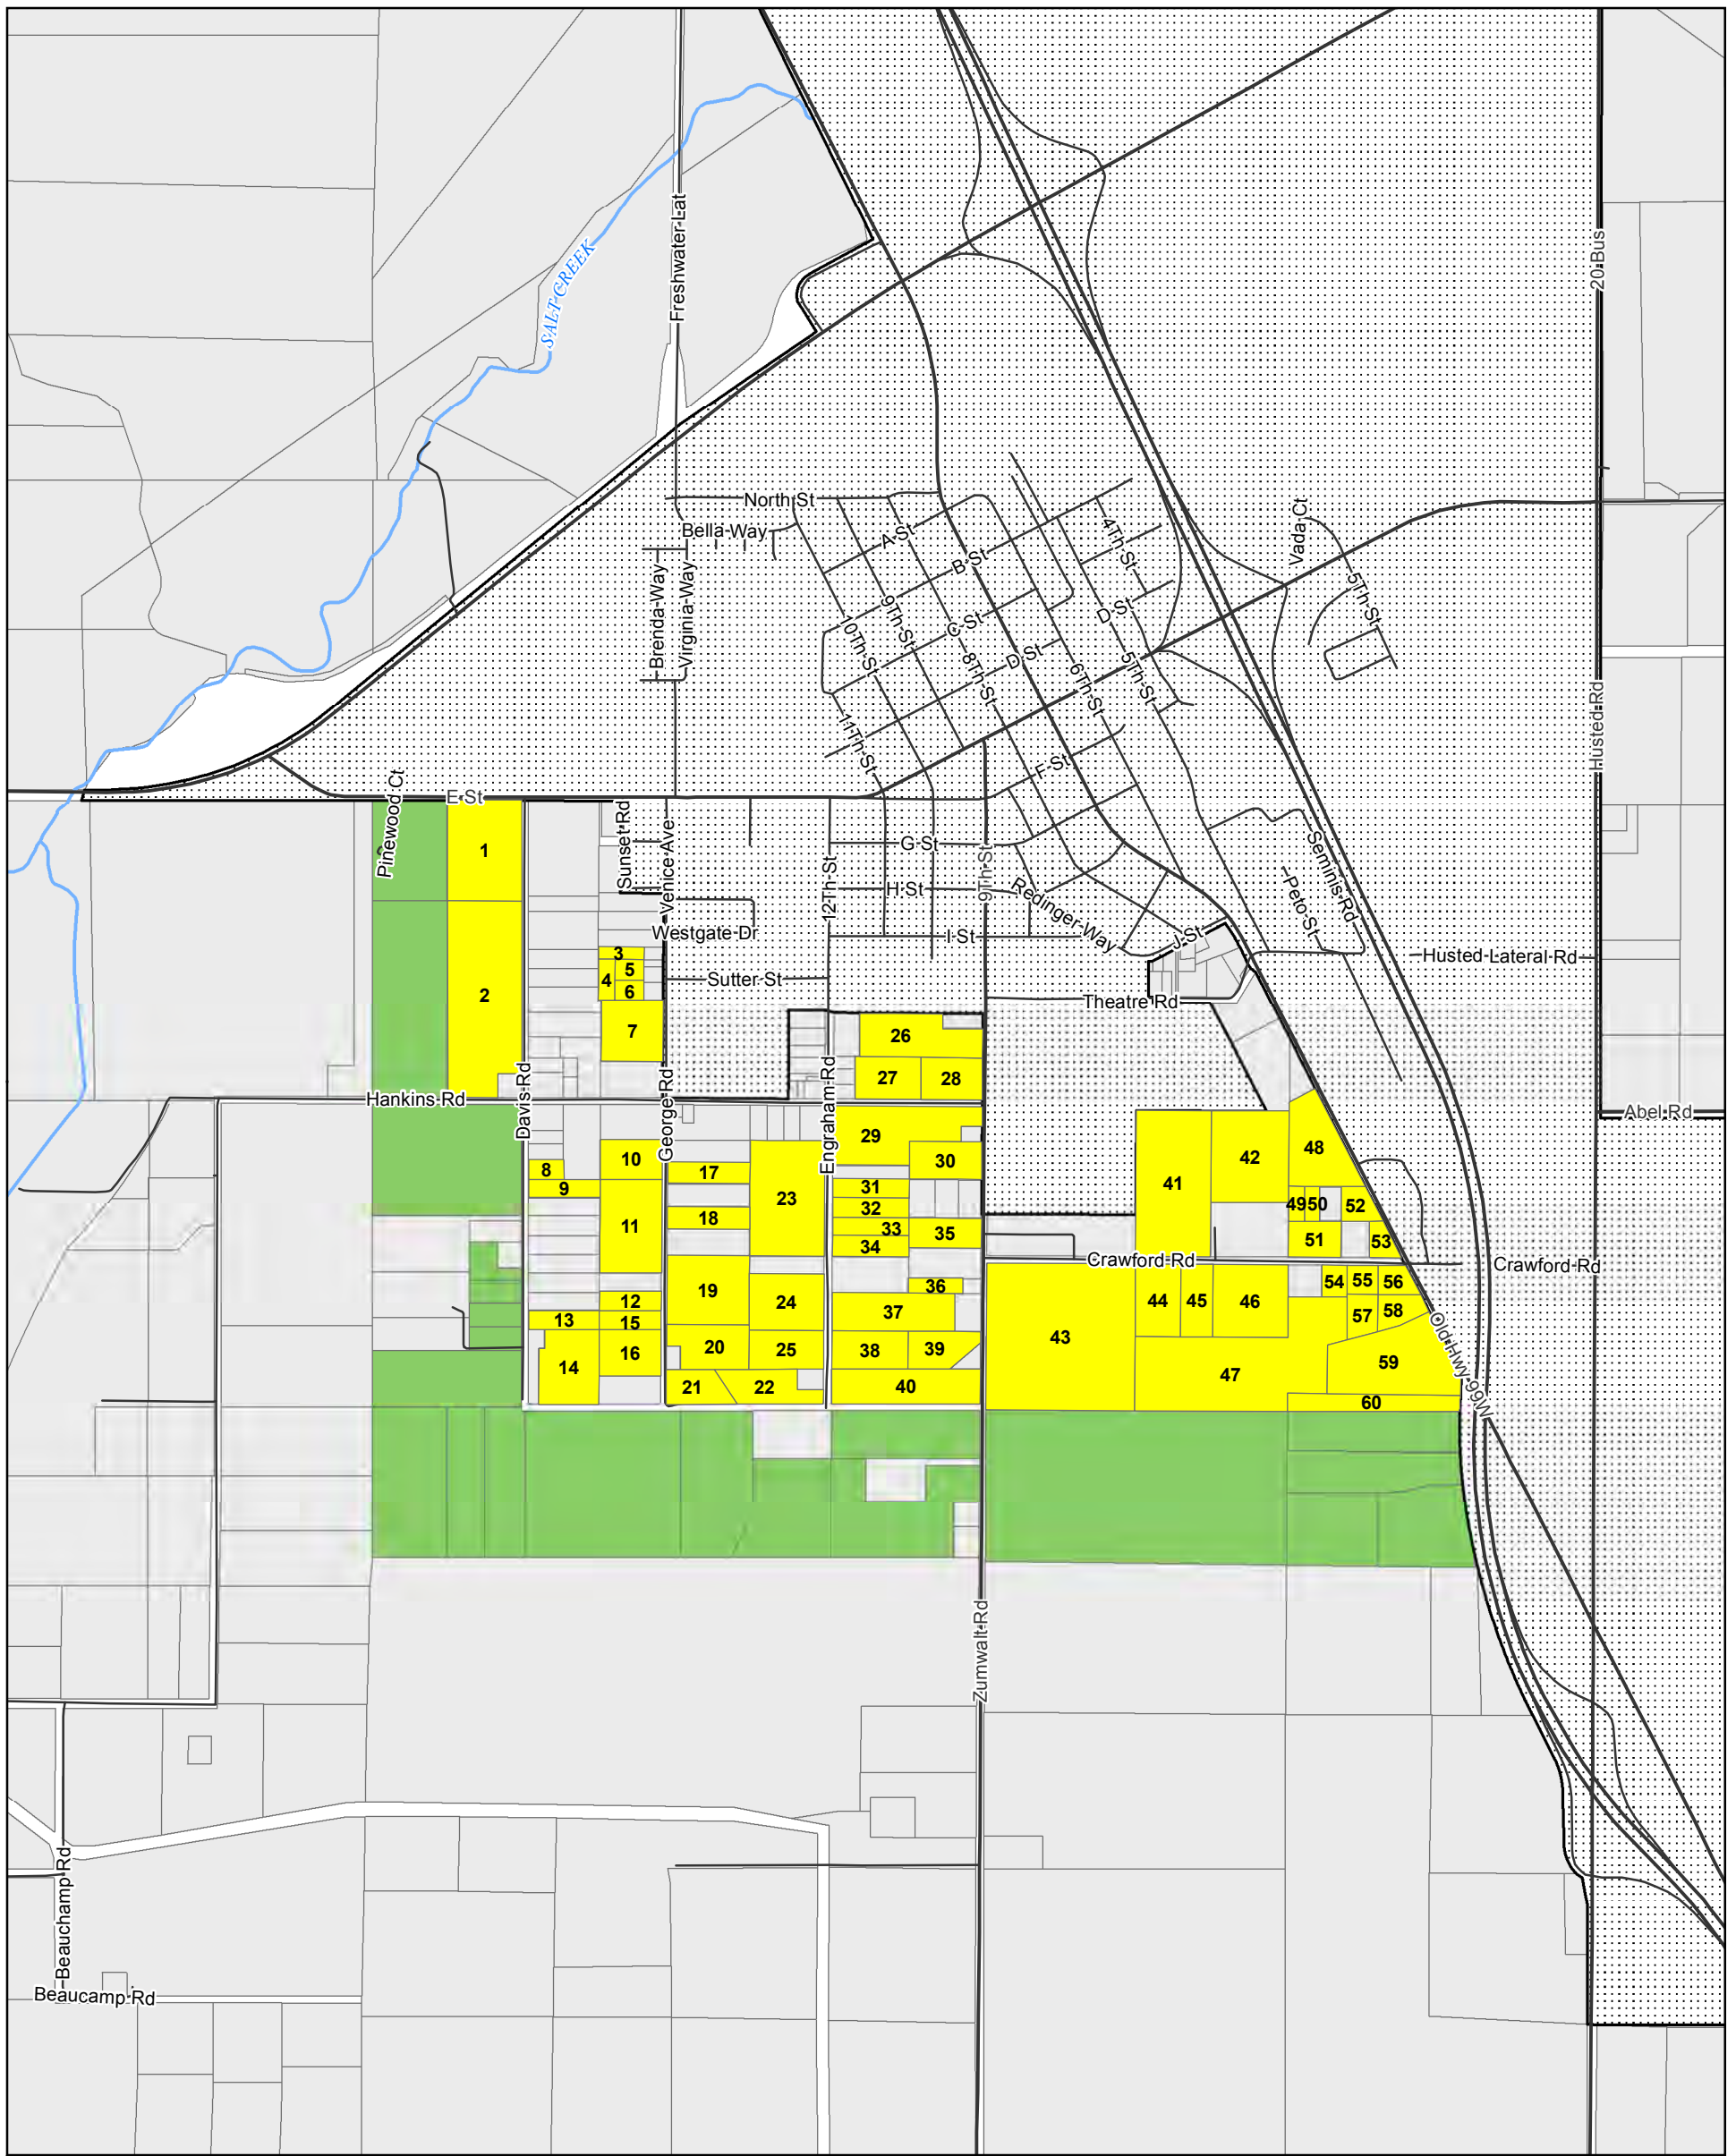 20 Bus
Freshwater Lat
SALT CREEK
North St
Bella Way
Brenda Way
Virginia Way
A St
B St
C St
D St
4Th St
D St
9Th St
10Th St
8Th St
6Th St
5Th St
11Th St
F St
Vada Ct
5Th St
Husted Rd
E St
Pinewood Ct
Sunset Rd
Venice Ave
12Th St
G St
H St
I St
9Th St
Redinger Way
J St
Peto St
Seminis Rd
Westgate Dr
Sutter St
Theatre Rd
Husted Lateral Rd
Abel Rd
Hankins Rd
Davis Rd
George Rd
Engraham Rd
Crawford Rd
Crawford Rd
Old Hwy 99W
Zumwalt Rd
Beauchamp Rd
Beaucamp Rd
1
2
3
4
5
6
7
8
9
10
11
12
13
14
15
16
17
18
19
20
21
22
23
24
25
26
27
28
29
30
31
32
33
34
35
36
37
38
39
40
41
42
43
44
45
46
47
48
49
50
51
52
53
54
55
56
57
58
59
60